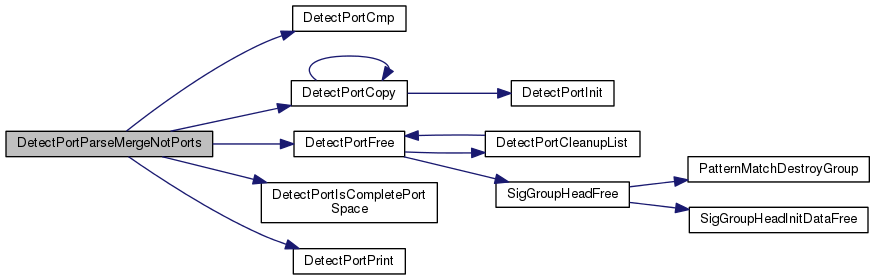 DetectPortCmp
DetectPortCopy
DetectPortInit
DetectPortParseMergeNotPorts
DetectPortFree
DetectPortCleanupList
PatternMatchDestroyGroup
DetectPortIsCompletePort
Space
SigGroupHeadFree
SigGroupHeadInitDataFree
DetectPortPrint